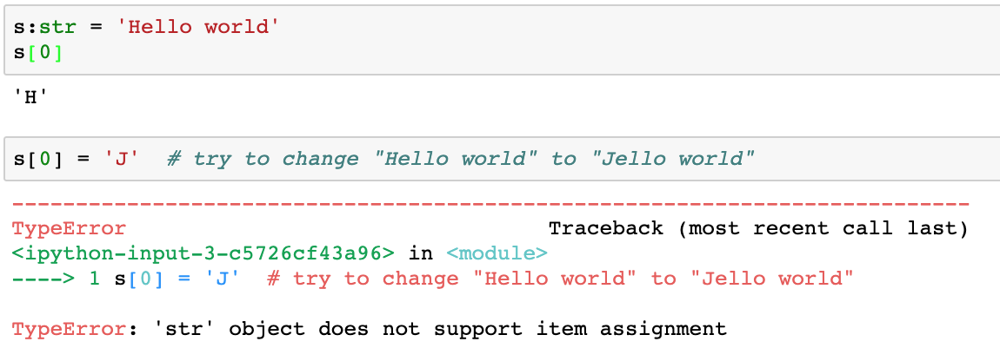 s:str = 'Hello world'
s[0]
'H'
s[0] = 'J'  # try to change "Hello world" to "Jello world"
---------------------------------------------------------------------------
TypeError                                 Traceback (most recent call last)
<ipython-input-3-c5726cf43a96> in <module>
----> 1 s[0] = 'J'  # try to change "Hello world" to "Jello world"
TypeError: 'str' object does not support item assignment